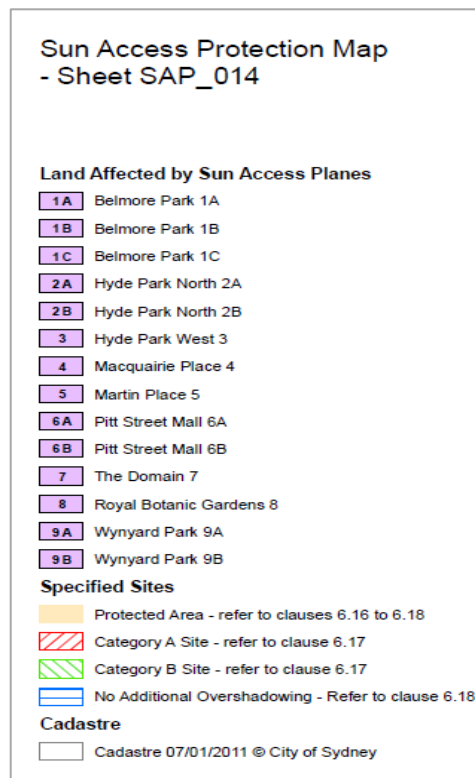 Sun Access Protection Map
- Sheet SAP_014
Land Affected by Sun Access Planes
1A Belmore Park 1A
1B Belmore Park 1B
1C Belmore Park 1C
2A Hyde Park North 2A
2B Hyde Park North 2B
3 Hyde Park West 3
4 Macquairie Place 4
5 Martin Place 5
6A Pitt Street Mall 6A
6B Pitt Street Mall 6B
7 The Domain 7
8 Royal Botanic Gardens 8
9A Wynyard Park 9A
9B Wynyard Park 9B
Specified Sites
Protected Area - refer to clauses 6.16 to 6.18
Category A Site - refer to clause 6.17
Category B Site - refer to clause 6.17
No Additional Overshadowing - Refer to clause 6.18
Cadastre
Cadastre 07/01/2011 © City of Sydney